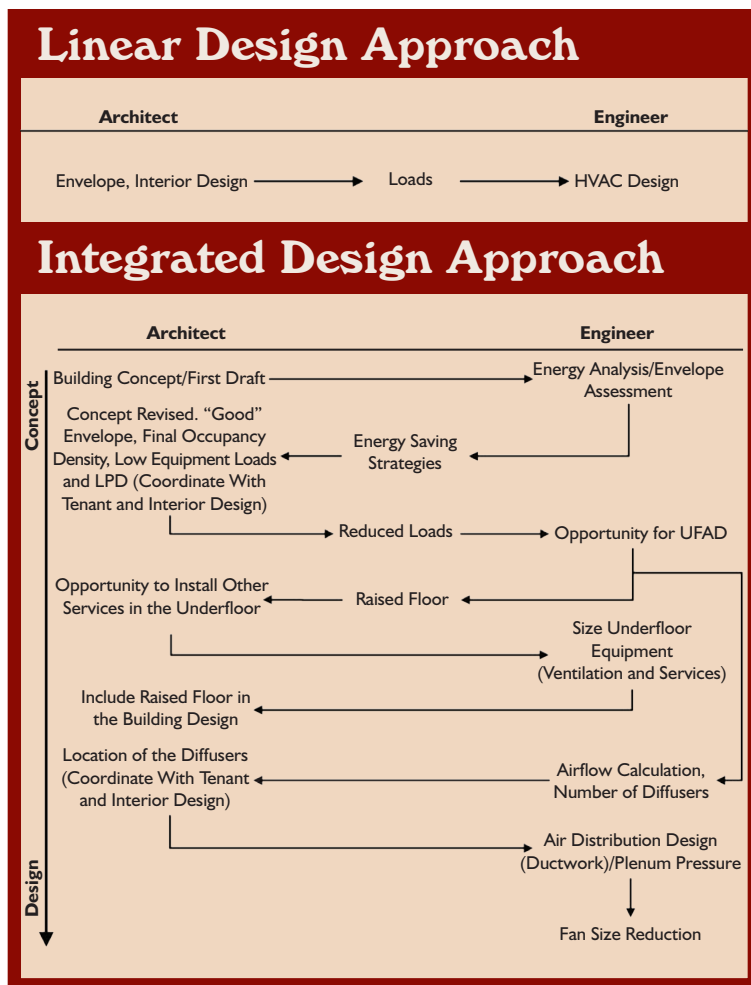 Linear Design Approach
Architect
Engineer
Envelope, Interior Design
Loads
HVAC Design
Integrated Design Approach
Architect
Engineer
Concept
Building Concept/First Draft
Energy Analysis/Envelope
Assessment
Concept Revised. “Good”
Envelope, Final Occupancy
Density, Low Equipment Loads
and LPD (Coordinate With
Tenant and Interior Design)
Energy Saving
Strategies
Reduced Loads
Opportunity for UFAD
Opportunity to Install Other
Services in the Underfloor
Raised Floor
Size Underfloor
Equipment
(Ventilation and Services)
Include Raised Floor in
the Building Design
Location of the Diffusers
(Coordinate With Tenant
and Interior Design)
Airflow Calculation,
Number of Diffusers
Air Distribution Design
(Ductwork)/Plenum Pressure
Design
Fan Size Reduction